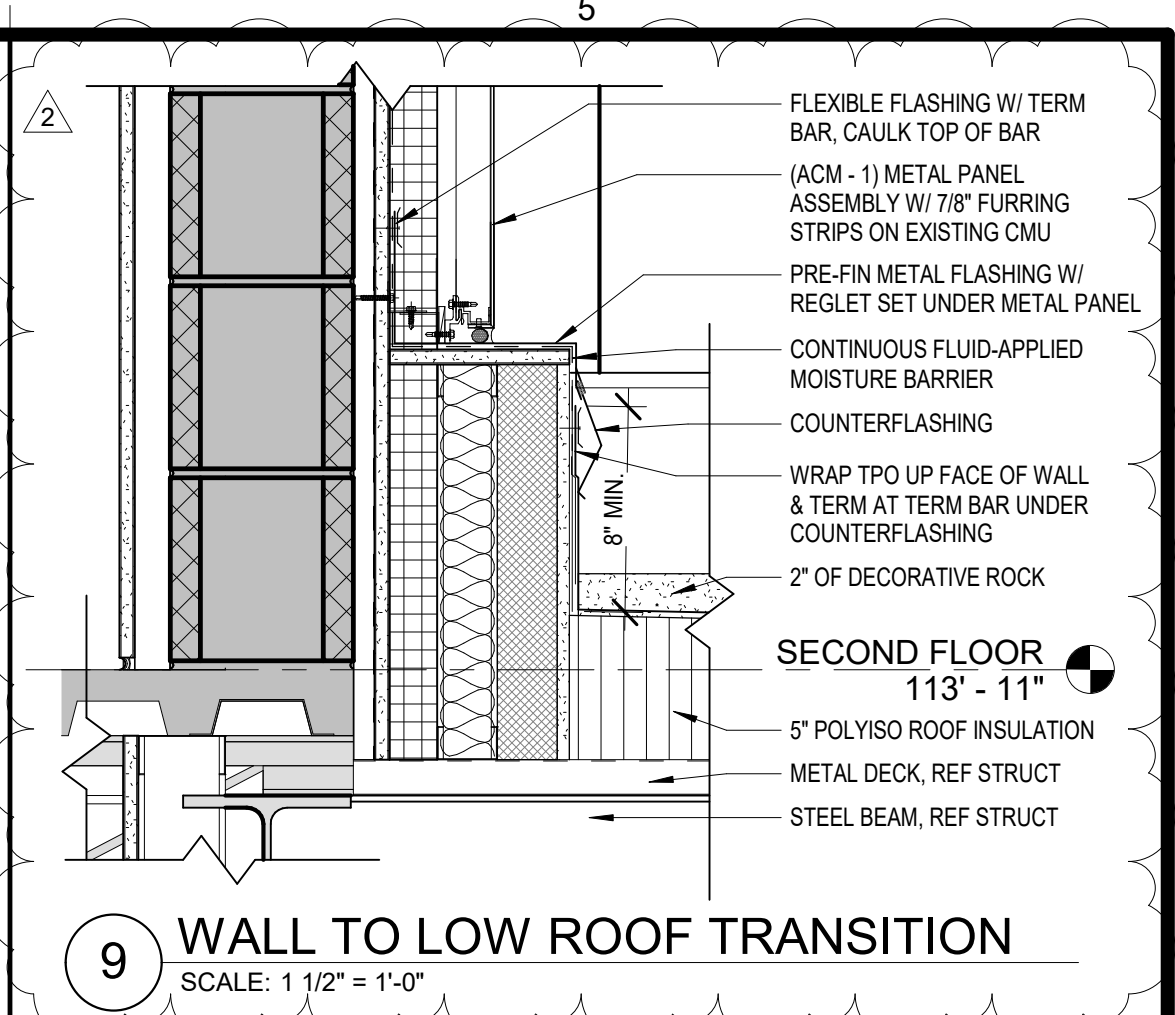 5
2
FLEXIBLE FLASHING W/ TERM
BAR, CAULK TOP OF BAR
(ACM - 1) METAL PANEL
ASSEMBLY W/ 7/8" FURRING
STRIPS ON EXISTING CMU
PRE-FIN METAL FLASHING W/
REGLET SET UNDER METAL PANEL
CONTINUOUS FLUID-APPLIED
MOISTURE BARRIER
COUNTERFLASHING
WRAP TPO UP FACE OF WALL
& TERM AT TERM BAR UNDER
COUNTERFLASHING
8" MIN.
2" OF DECORATIVE ROCK
SECOND FLOOR
113' - 11"
5" POLYISO ROOF INSULATION
METAL DECK, REF STRUCT
STEEL BEAM, REF STRUCT
9
WALL TO LOW ROOF TRANSITION
SCALE: 1 1/2" = 1'-0"